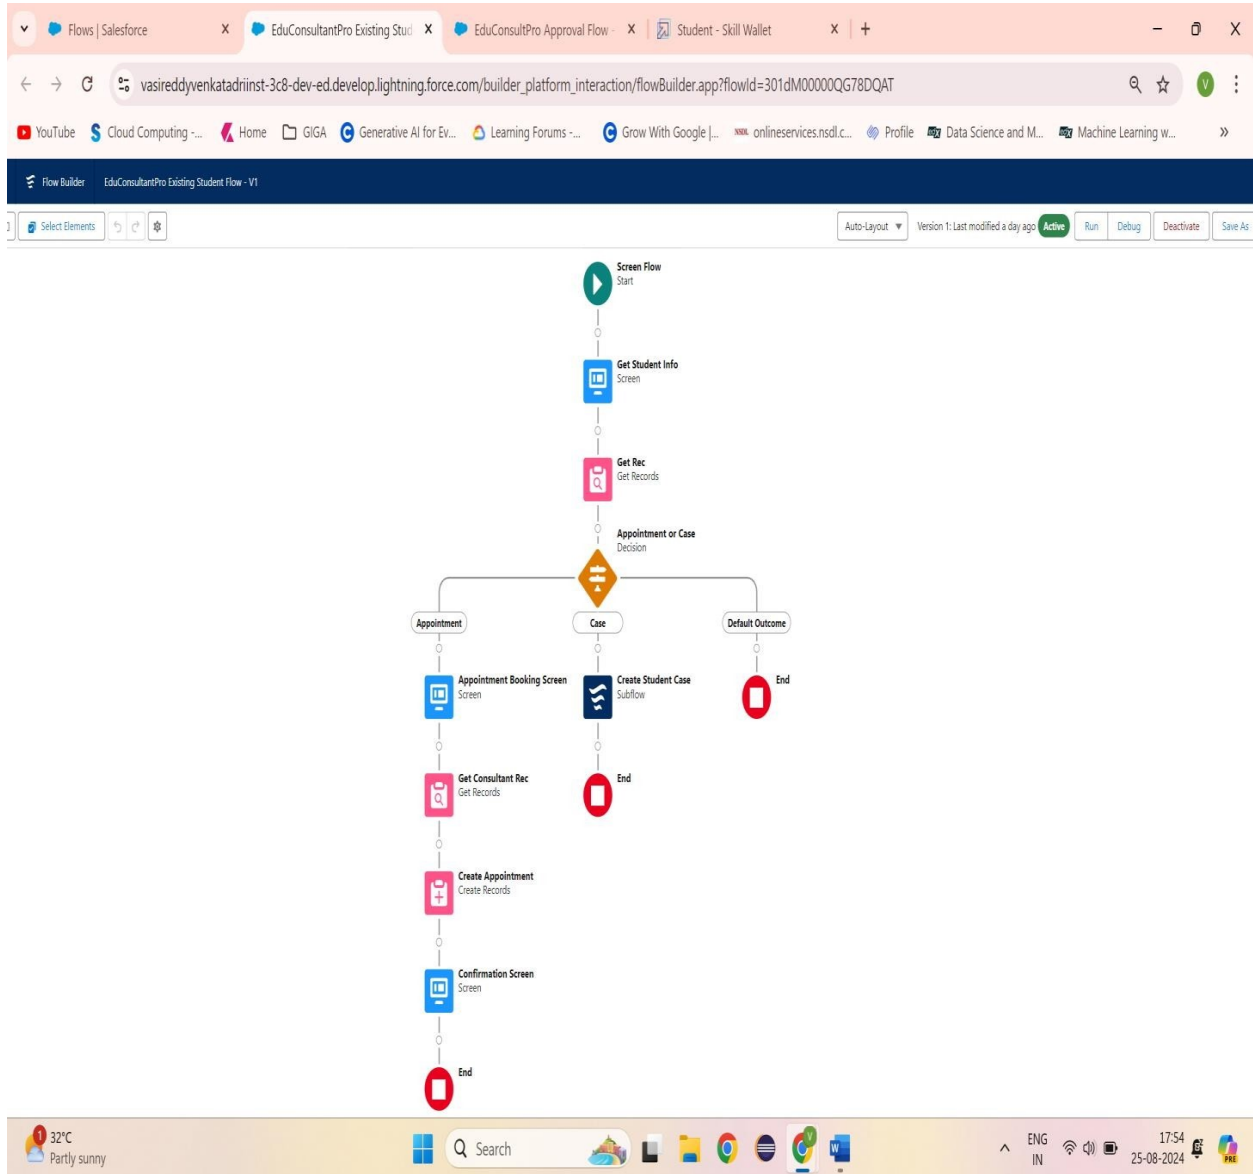 Flows | Salesforce
EduConsultantPro Existing Stud
EduConsultPro Approval Flow -
Student - Skill Wallet
vasireddyvenkatadriinst-3c8-dev-ed.develop.lightning.force.com/builder_platform_interaction/flowBuilder.app?flowId=301dM00000QG78DQAT
V
YouTube
S Cloud Computing -...
Home
GIGA
Generative AI for Ev...
Learning Forums -...
Grow With Google |...
NSDL onlineservices.nsdl.c...
Profile
Data Science and M...
Machine Learning w...
Flow Builder
EduConsultantPro Existing Student Flow - V1
Select Elements
Auto-Layout
Version 1: Last modified a day ago
Active
Run
Debug
Deactivate
Save As
Screen Flow
Start
Get Student Info
Screen
Get Rec
Get Records
Appointment or Case
Decision
Appointment
Case
Default Outcome
Appointment Booking Screen
Screen
Create Student Case
Subflow
End
Get Consultant Rec
Get Records
End
Create Appointment
Create Records
Confirmation Screen
Screen
End
1
32°C
Partly sunny
Search
V
W
ENG
IN
17:54
25-08-2024
PRE